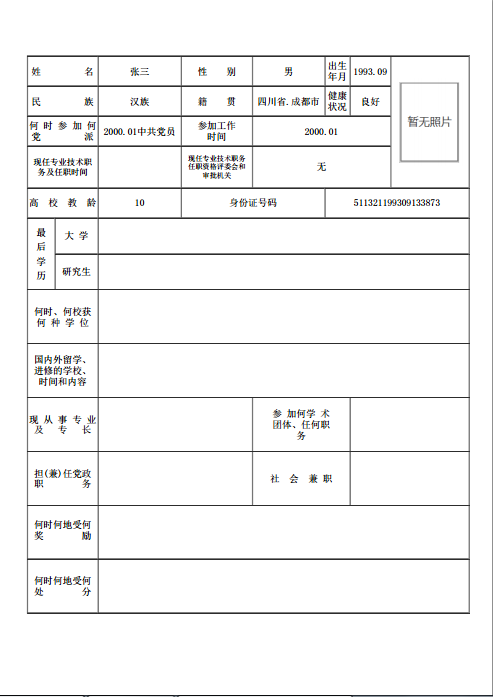 姓 名 张三 性 别 男 出生年月 1993.09
民 族 汉族 籍 贯 四川省.成都市 健康状况 良好
暂无照片
何时参加何党 派 2000.01中共党员 参加工作时间 2000.01
现任专业技术职务及任职时间 现任专业技术职务任职资格评委会和审批机关 无
高 校 教 龄 10 身份证号码 511321199309133873
最后学历 大 学
研究生
何时、何校获何 种 学 位
国内外留学、进修的学校、时间和内容
现 从 事 专 业及 专 长 参 加何学 术团体、任何职务
担(兼)任党政职 务 社 会 兼 职
何时何地受何奖 励
何时何地受何处 分